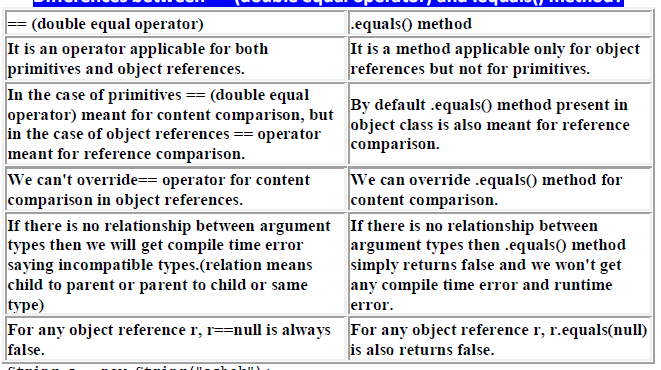 Differences between == (double equal operator) and .equals() method?
== (double equal operator)
.equals() method
It is an operator applicable for both
primitives and object references.
It is a method applicable only for object
references but not for primitives.
In the case of primitives == (double equal
operator) meant for content comparison, but
in the case of object references == operator
meant for reference comparison.
By default .equals() method present in
object class is also meant for reference
comparison.
We can't override== operator for content
comparison in object references.
We can override .equals() method for
content comparison.
If there is no relationship between argument
types then we will get compile time error
saying incompatible types.(relation means
child to parent or parent to child or same
type)
If there is no relationship between
argument types then .equals() method
simply returns false and we won't get
any compile time error and runtime
error.
For any object reference r, r==null is always
false.
For any object reference r, r.equals(null)
is also returns false.